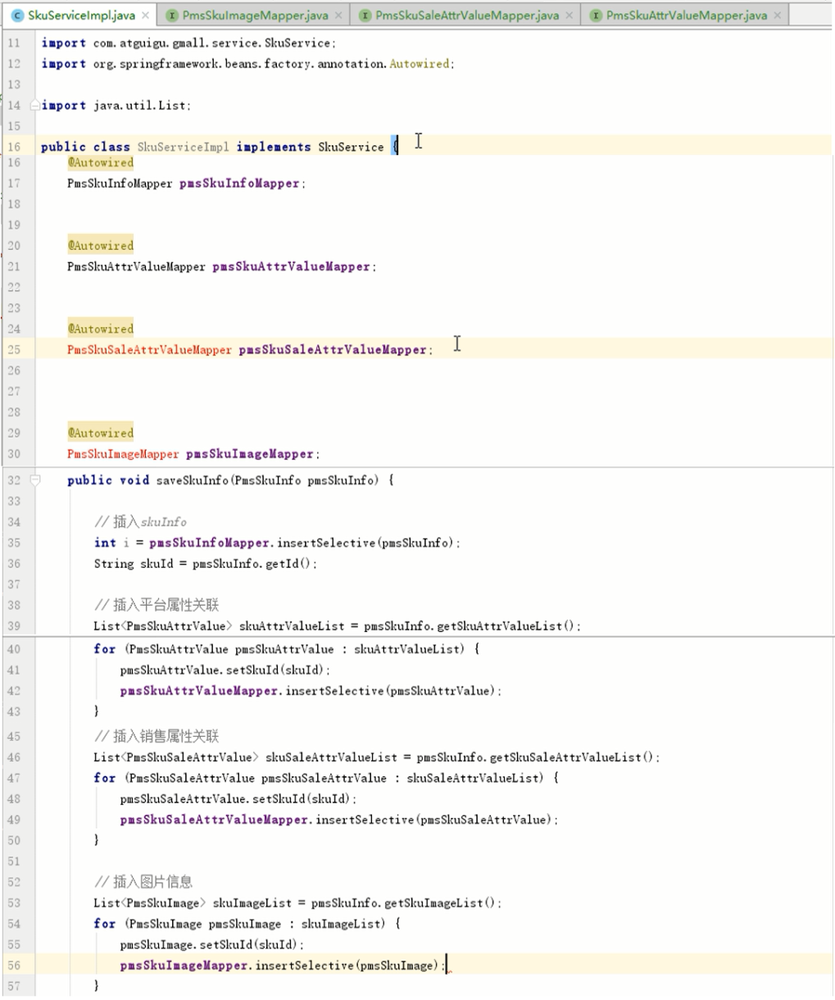 SkuServiceImpl.java × PmsSkuImageMapper.java × PmsSkuSaleAttrValueMapper.java × PmsSkuAttrValueMapper.java ×
11 import com.atguigu.gmall.service.SkuService;
12 import org.springframework.beans.factory.annotation.Autowired;
13
14 import java.util.List;
15
16 public class SkuServiceImpl implements SkuService {
16 @Autowired
17 PmsSkuInfoMapper pmsSkuInfoMapper;
18
19
20 @Autowired
21 PmsSkuAttrValueMapper pmsSkuAttrValueMapper;
22
23
24 @Autowired
25 PmsSkuSaleAttrValueMapper pmsSkuSaleAttrValueMapper;
26
27
28
29 @Autowired
30 PmsSkuImageMapper pmsSkuImageMapper;
32 public void saveSkuInfo(PmsSkuInfo pmsSkuInfo) {
33
34 // 插入skuInfo
35 int i = pmsSkuInfoMapper.insertSelective(pmsSkuInfo);
36 String skuId = pmsSkuInfo.getId();
37
38 // 插入平台属性关联
39 List<PmsSkuAttrValue> skuAttrValueList = pmsSkuInfo.getSkuAttrValueList();
40 for (PmsSkuAttrValue pmsSkuAttrValue : skuAttrValueList) {
41 pmsSkuAttrValue.setSkuId(skuId);
42 pmsSkuAttrValueMapper.insertSelective(pmsSkuAttrValue);
43 }
45 // 插入销售属性关联
46 List<PmsSkuSaleAttrValue> skuSaleAttrValueList = pmsSkuInfo.getSkuSaleAttrValueList();
47 for (PmsSkuSaleAttrValue pmsSkuSaleAttrValue : skuSaleAttrValueList) {
48 pmsSkuSaleAttrValue.setSkuId(skuId);
49 pmsSkuSaleAttrValueMapper.insertSelective(pmsSkuSaleAttrValue);
50 }
51
52 // 插入图片信息
53 List<PmsSkuImage> skuImageList = pmsSkuInfo.getSkuImageList();
54 for (PmsSkuImage pmsSkuImage : skuImageList) {
55 pmsSkuImage.setSkuId(skuId);
56 pmsSkuImageMapper.insertSelective(pmsSkuImage);
57 }